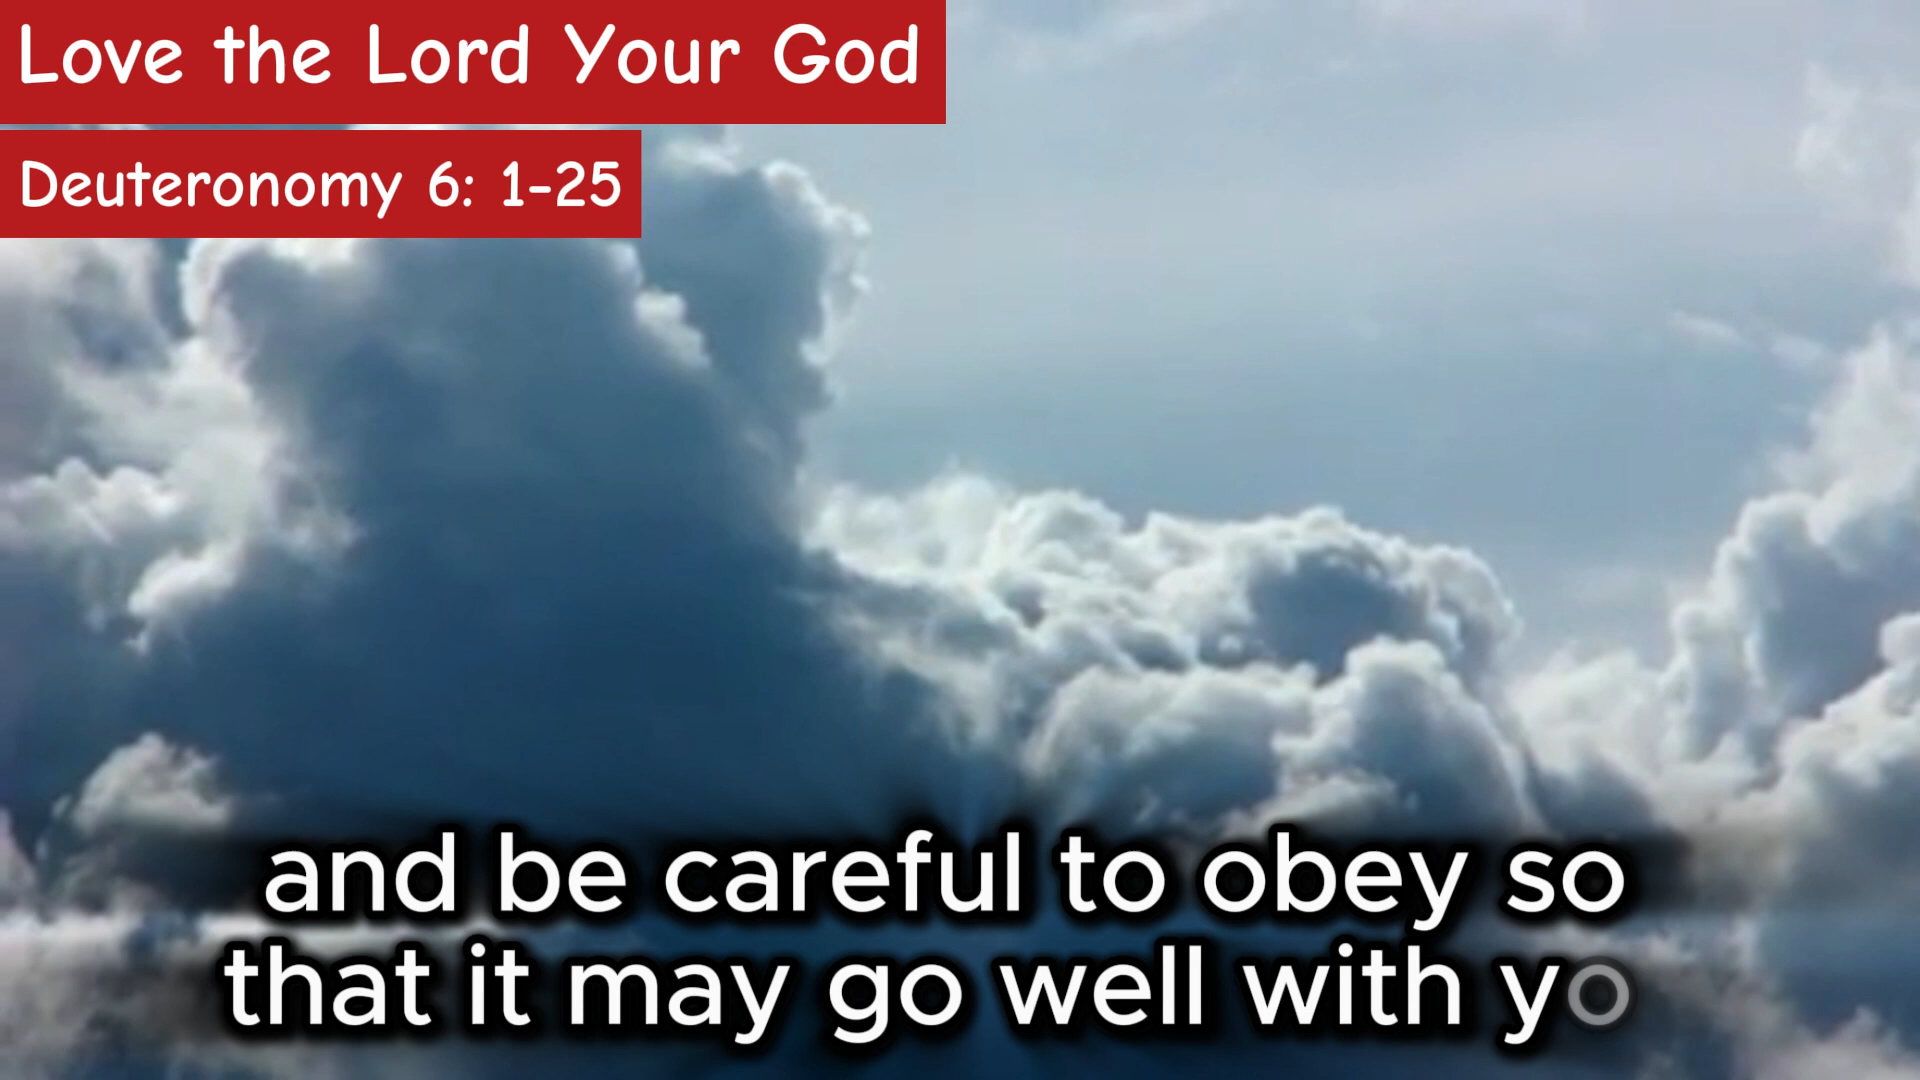 Love the Lord Your God
Deuteronomy 6: 1-25
and be careful to obey so
that it may go well with yo